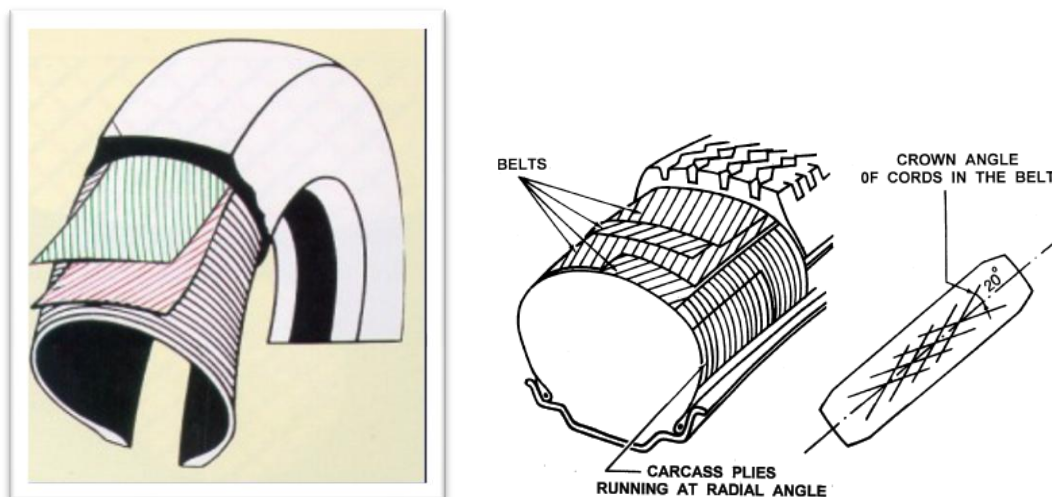 BELTS
CROWN ANGLE
0F CORDS IN THE BELT
20°
CARCASS PLIES
RUNNING AT RADIAL ANGLE